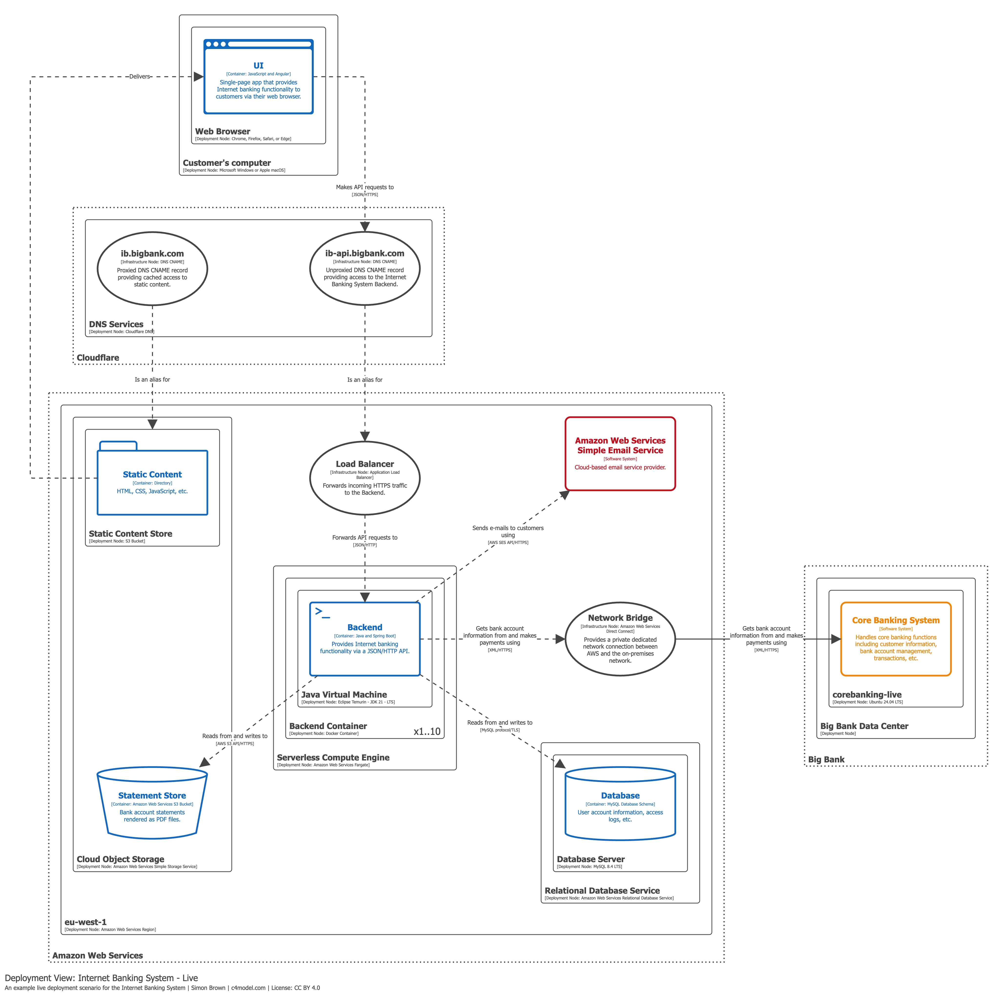 UI
[Container: JavaScript and Angular]
Single-page app that provides
Internet banking functionality to
customers via their web browser.
Delivers
Web Browser
[Deployment Node: Chrome, Firefox, Safari, or Edge]
Customer's computer
[Deployment Node: Microsoft Windows or Apple macOS]
Makes API requests to
[JSON/HTTPS]
ib.bigbank.com
[Infrastructure Node: DNS CNAME]
Proxied DNS CNAME record
providing cached access to
static content.
ib-api.bigbank.com
[Infrastructure Node: DNS CNAME]
Unproxied DNS CNAME record
providing access to the Internet
Banking System Backend.
DNS Services
[Deployment Node: Cloudflare DNS]
Cloudflare
Is an alias for
Is an alias for
Static Content
[Container: Directory]
HTML, CSS, JavaScript, etc.
Static Content Store
[Deployment Node: S3 Bucket]
Load Balancer
[Infrastructure Node: Application Load
Balancer]
Forwards incoming HTTPS traffic
to the Backend.
Amazon Web Services
Simple Email Service
[Software System]
Cloud-based email service provider.
Forwards API requests to
[JSON/HTTP]
Sends e-mails to customers
using
[AWS SES API/HTTPS]
Backend
[Container: Java and Spring Boot]
Provides Internet banking
functionality via a JSON/HTTP API.
Java Virtual Machine
[Deployment Node: Eclipse Temurin - JDK 21 - LTS]
Backend Container
[Deployment Node: Docker Container]
x1..10
Serverless Compute Engine
[Deployment Node: Amazon Web Services Fargate]
Gets bank account
information from and makes
payments using
[XML/HTTPS]
Network Bridge
[Infrastructure Node: Amazon Web Services
Direct Connect]
Provides a private dedicated
network connection between
AWS and the on-premises
network.
Gets bank account
information from and makes
payments using
[XML/HTTPS]
Core Banking System
[Software System]
Handles core banking functions
including customer information,
bank account management,
transactions, etc.
corebanking-live
[Deployment Node: Ubuntu 24.04 LTS]
Big Bank Data Center
[Deployment Node]
Big Bank
Reads from and writes to
[AWS S3 API/HTTPS]
Reads from and writes to
[MySQL protocol/TLS]
Statement Store
[Container: Amazon Web Services S3 Bucket]
Bank account statements
rendered as PDF files.
Cloud Object Storage
[Deployment Node: Amazon Web Services Simple Storage Service]
Database
[Container: MySQL Database Schema]
User account information, access
logs, etc.
Database Server
[Deployment Node: MySQL 8.4 LTS]
Relational Database Service
[Deployment Node: Amazon Web Services Relational Database Service]
eu-west-1
[Deployment Node: Amazon Web Services Region]
Amazon Web Services
Deployment View: Internet Banking System - Live
An example live deployment scenario for the Internet Banking System | Simon Brown | c4model.com | License: CC BY 4.0